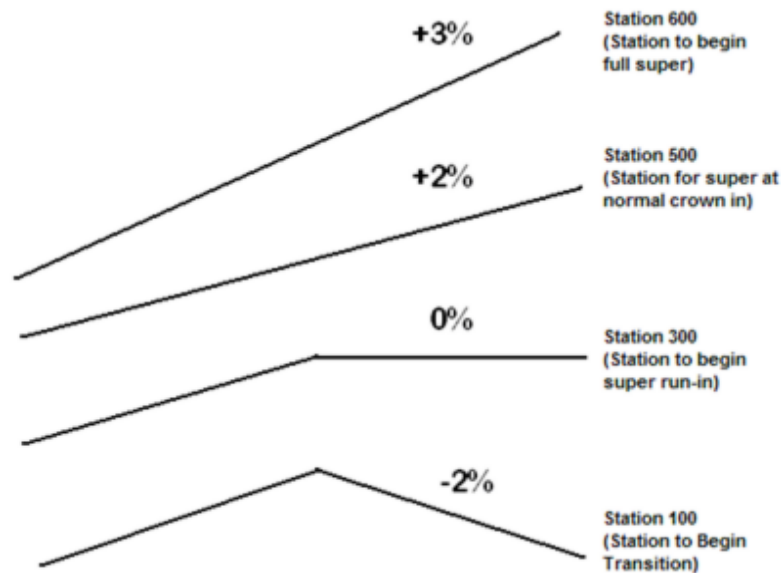 +3%
Station 600
(Station to begin
full super)
+2%
Station 500
(Station for super at
normal crown in)
0%
Station 300
(Station to begin
super run-in)
-2%
Station 100
(Station to Begin
Transition)